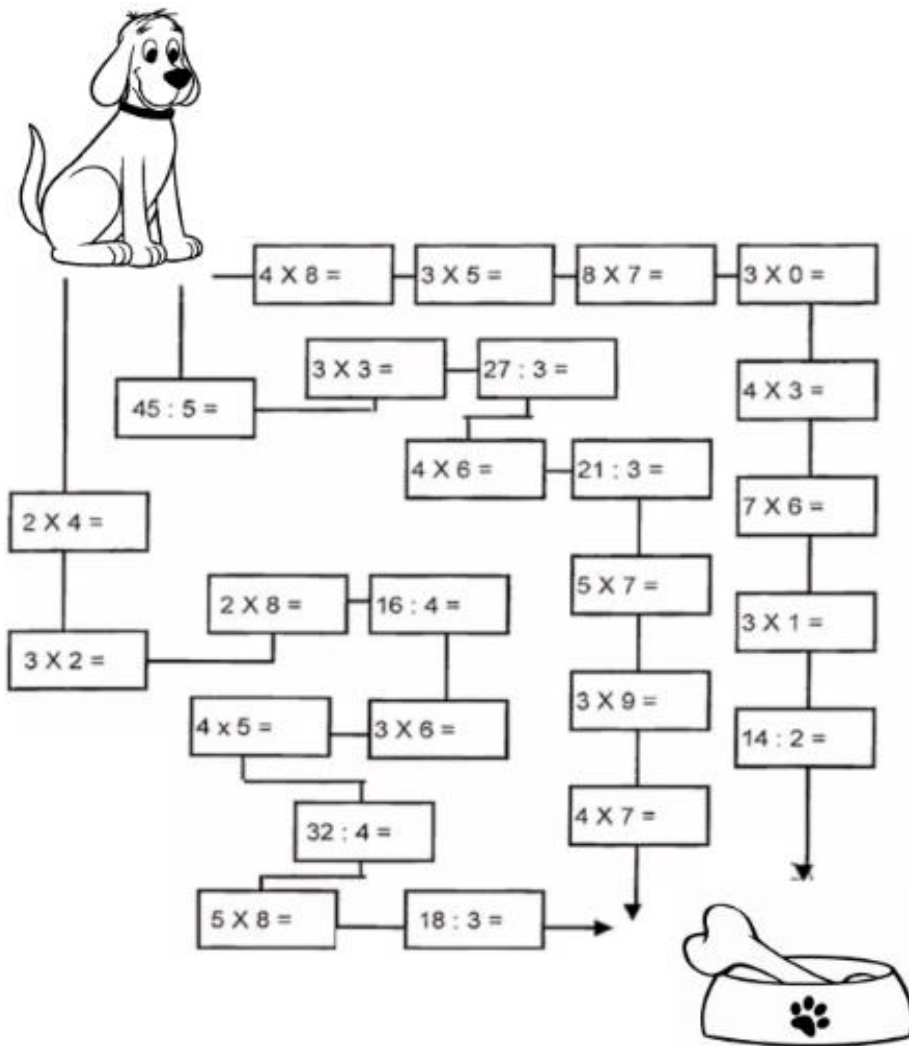 4 X 8 =
3 X 5 =
8 X 7 =
3 X 0 =
3 X 3 =
27 : 3 =
4 X 3 =
45 : 5 =
4 X 6 =
21 : 3 =
2 X 4 =
7 X 6 =
2 X 8 =
16 : 4 =
5 X 7 =
3 X 1 =
3 X 2 =
4 x 5 =
3 X 6 =
3 X 9 =
14 : 2 =
32 : 4 =
4 X 7 =
5 X 8 =
18 : 3 =